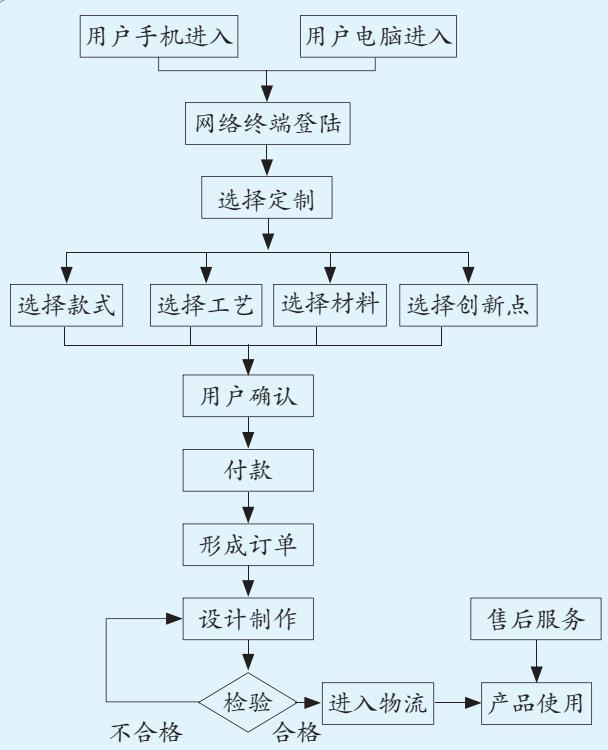 用户手机进入
用户电脑进入
网络终端登陆
选择定制
选择款式
选择工艺
选择材料
选择创新点
用户确认
付款
形成订单
设计制作
售后服务
检验
进入物流
产品使用
不合格
合格